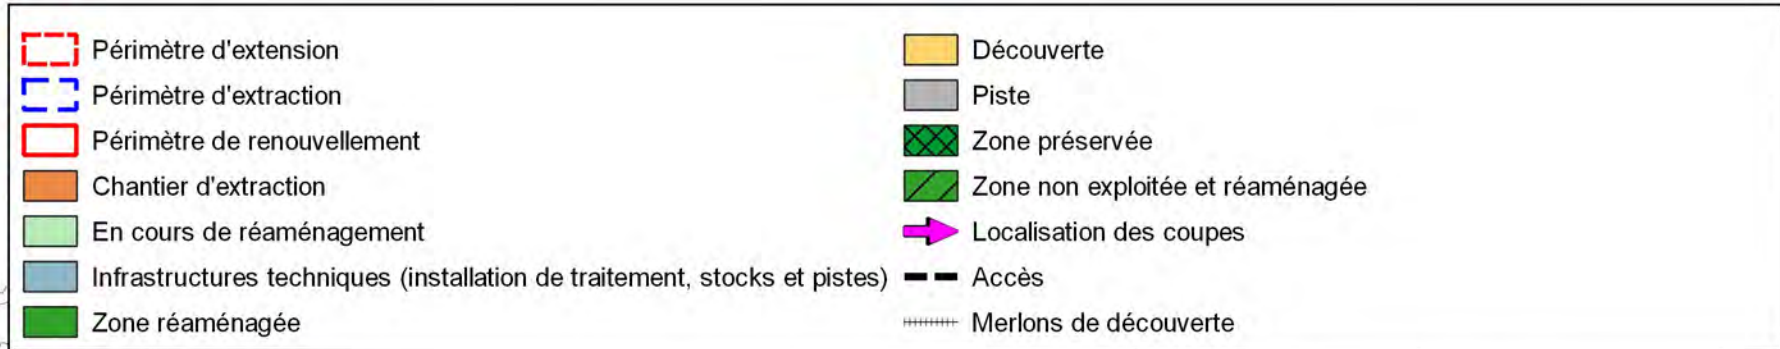 Périmètre d'extension
Périmètre d'extraction
Périmètre de renouvellement
Chantier d'extraction
En cours de réaménagement
Infrastructures techniques (installation de traitement, stocks et pistes)
Zone réaménagée
Découverte
Piste
Zone préservée
Zone non exploitée et réaménagée
Localisation des coupes
Accès
Merlons de découverte